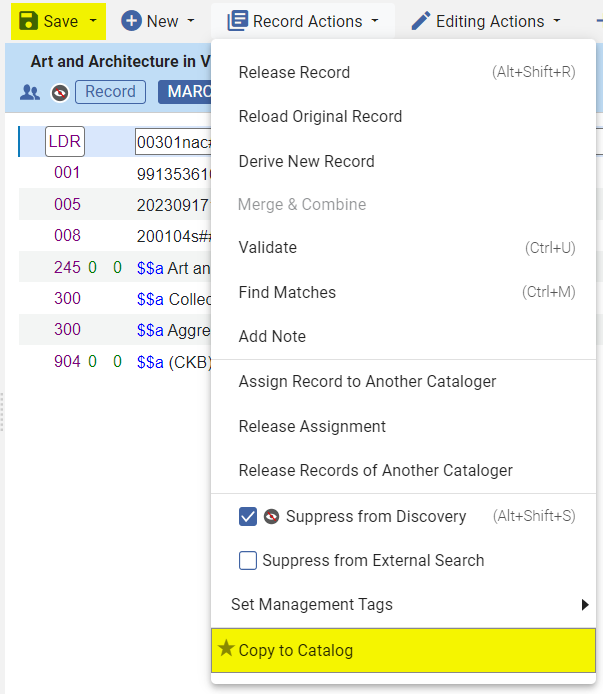 Save New Record Actions Editing Actions
Art and Architecture in V
Record MARC
LDR 00301nac#
001 991353610
005 2023091
008 200104s##
245 0 0 $$a Art an
300 $$a Collec
300 $$a Aggre
904 0 0 $$a (CKB)
Release Record (Alt+Shift+R)
Reload Original Record
Derive New Record
Merge & Combine
Validate (Ctrl+U)
Find Matches (Ctrl+M)
Add Note
Assign Record to Another Cataloger
Release Assignment
Release Records of Another Cataloger
Suppress from Discovery (Alt+Shift+S)
Suppress from External Search
Set Management Tags
Copy to Catalog